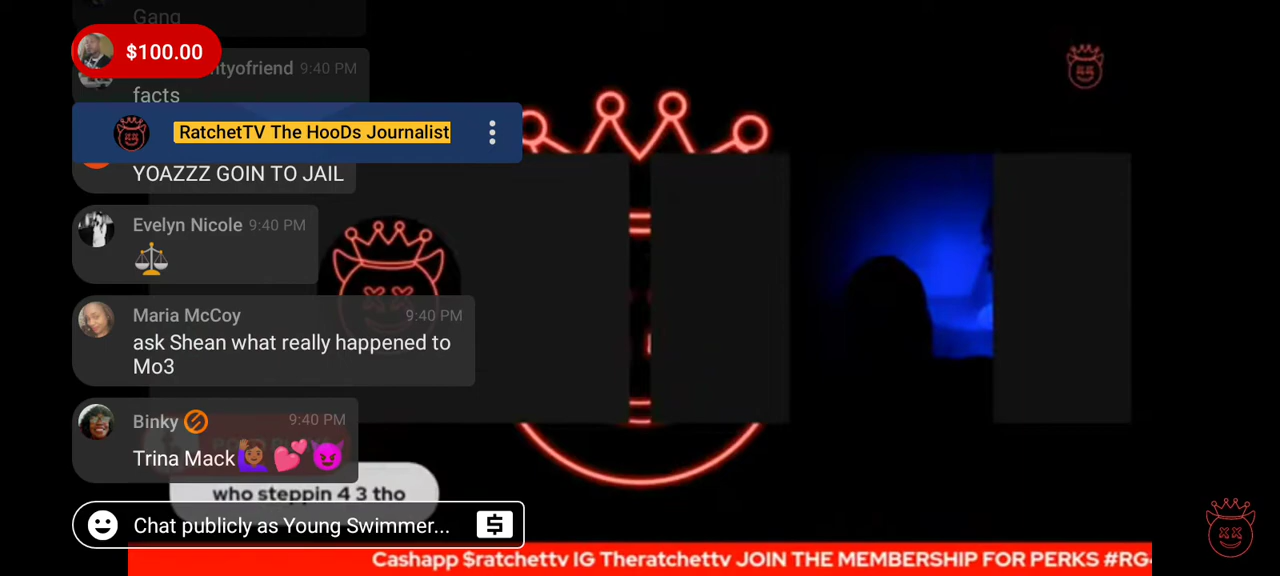 Gang
$100.00
ntyofriend 9:40 PM
facts
RatchetTV The HooDs Journalist
YOAZZZ GOIN TO JAIL
Evelyn Nicole 9:40 PM
Maria McCoy 9:40 PM
ask Shean what really happened to
Mo3
Binky 9:40 PM
Trina Mack
who steppin 4 3 tho
Chat publicly as Young Swimmer...
Cashapp $ratchettv IG Theratchettv JOIN THE MEMBERSHIP FOR PERKS #RG